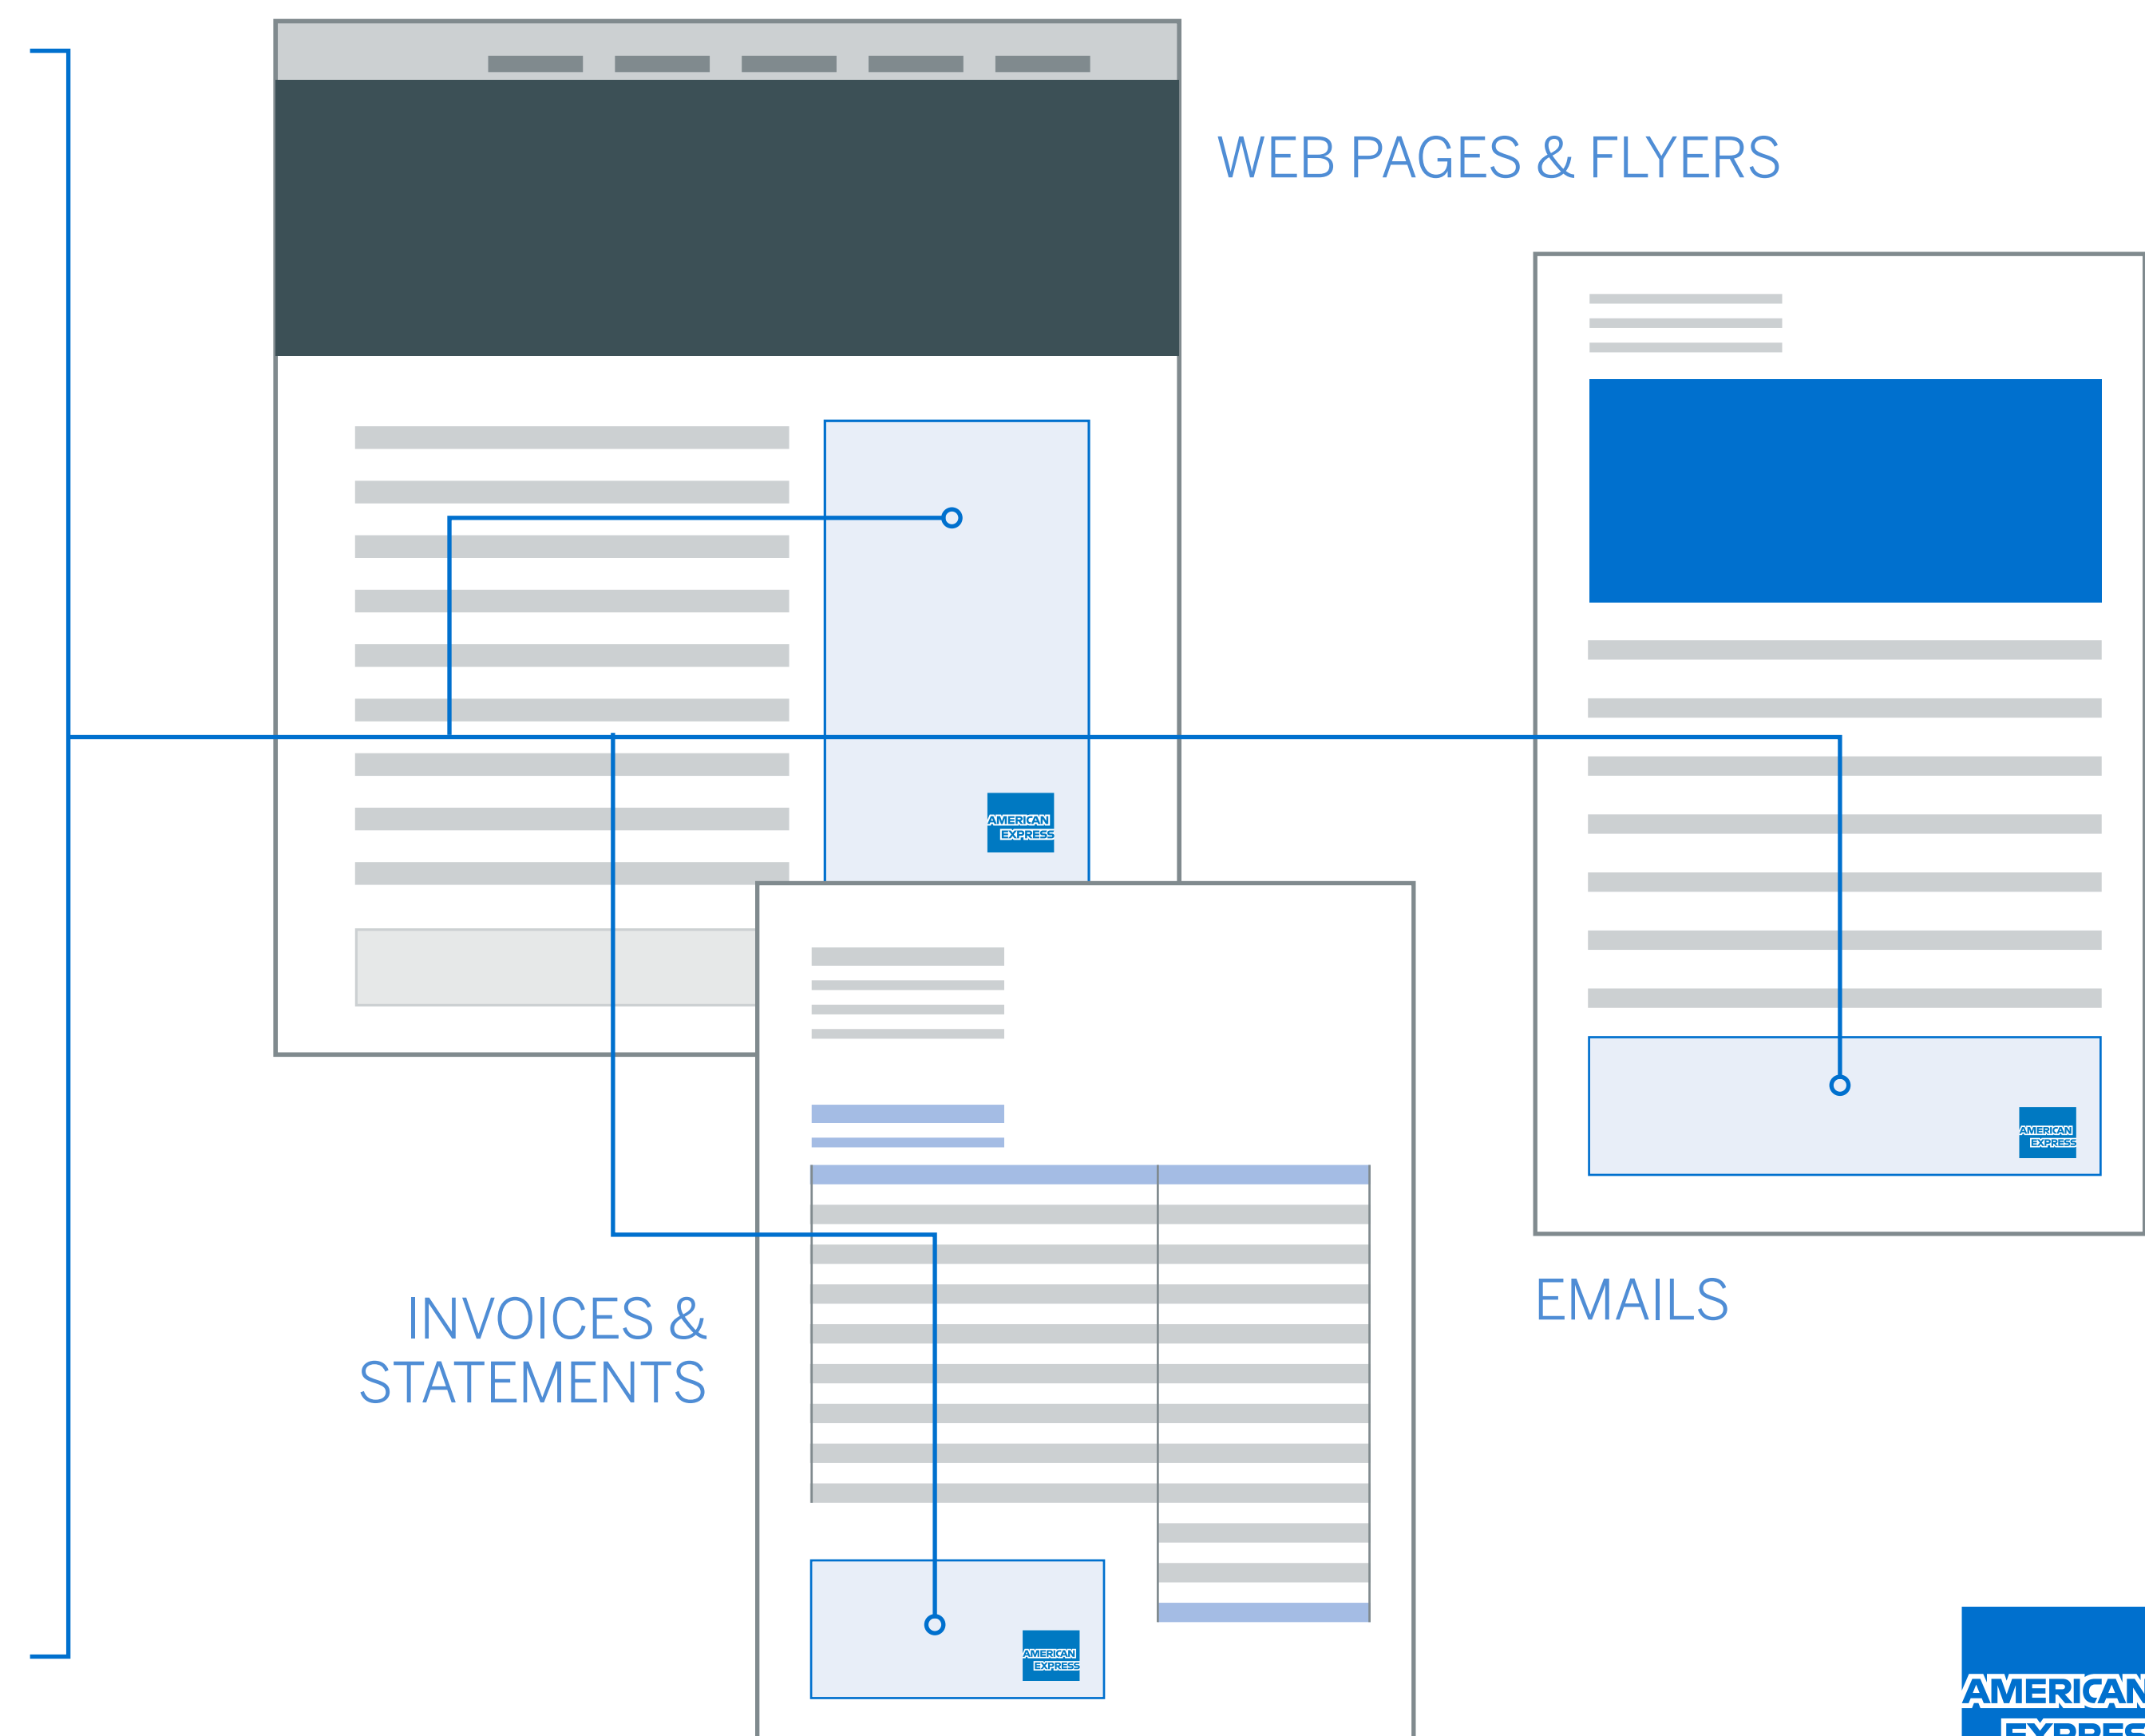 WEB PAGES & FLYERS
AMERICAN
EXPRESS
AMERICAN
EXPRESS
EMAILS
INVOICES &
STATEMENTS
AMERICAN
EXPRESS
AMERICAN